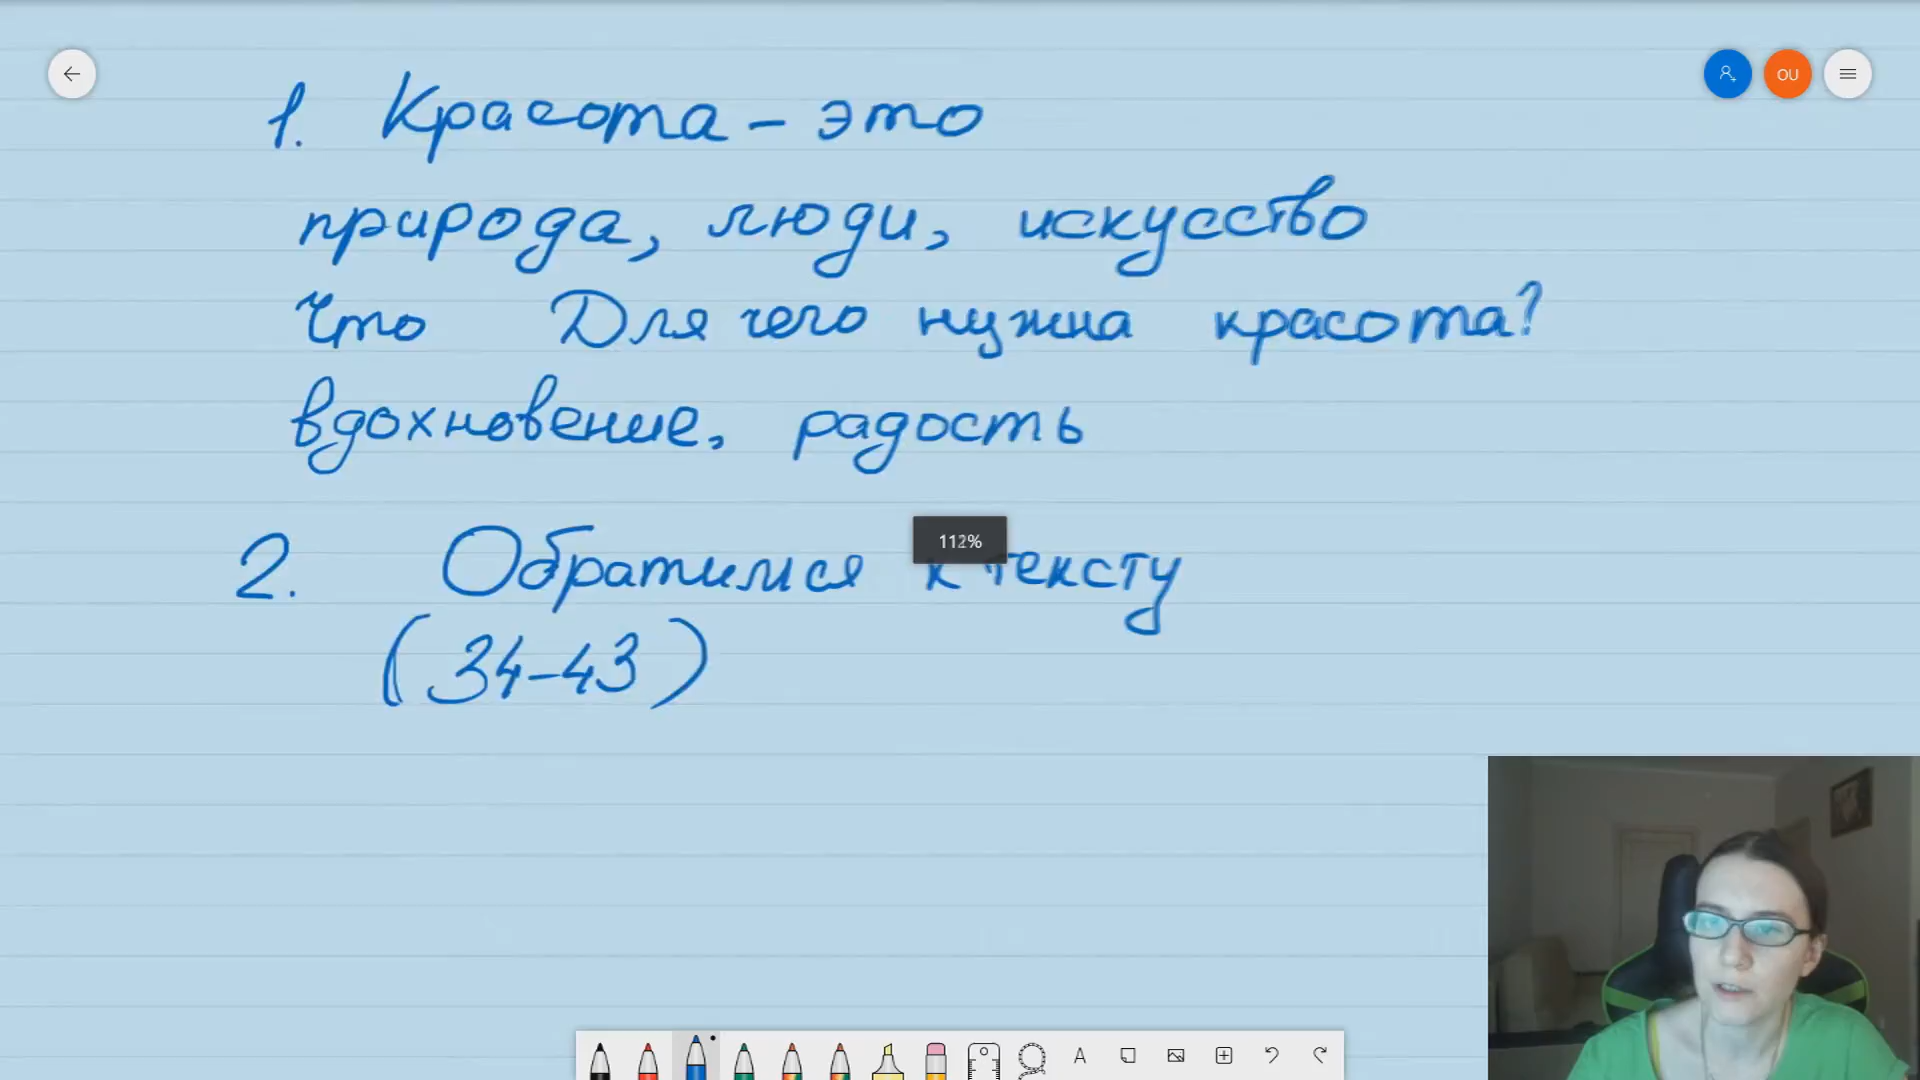 OU
1. Красота - это
природа, люди, искусство
Что Для чего нужна красота?
вдохновение, радость
112%
2. Обратимся к тексту
(34-43)
A